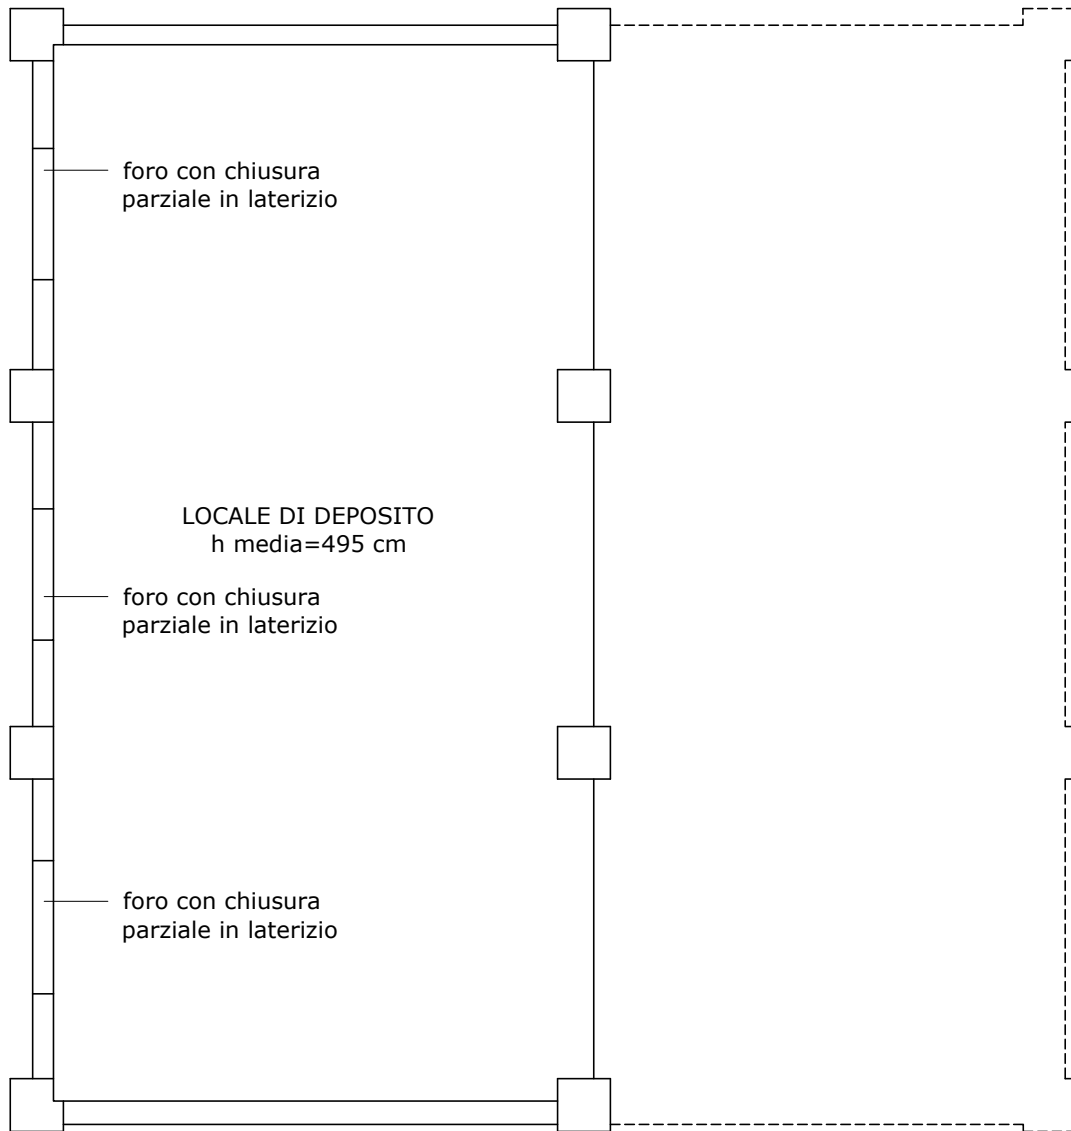 foro con chiusura
parziale in laterizio
LOCALE DI DEPOSITO
h media=495 cm
foro con chiusura
parziale in laterizio
foro con chiusura
parziale in laterizio